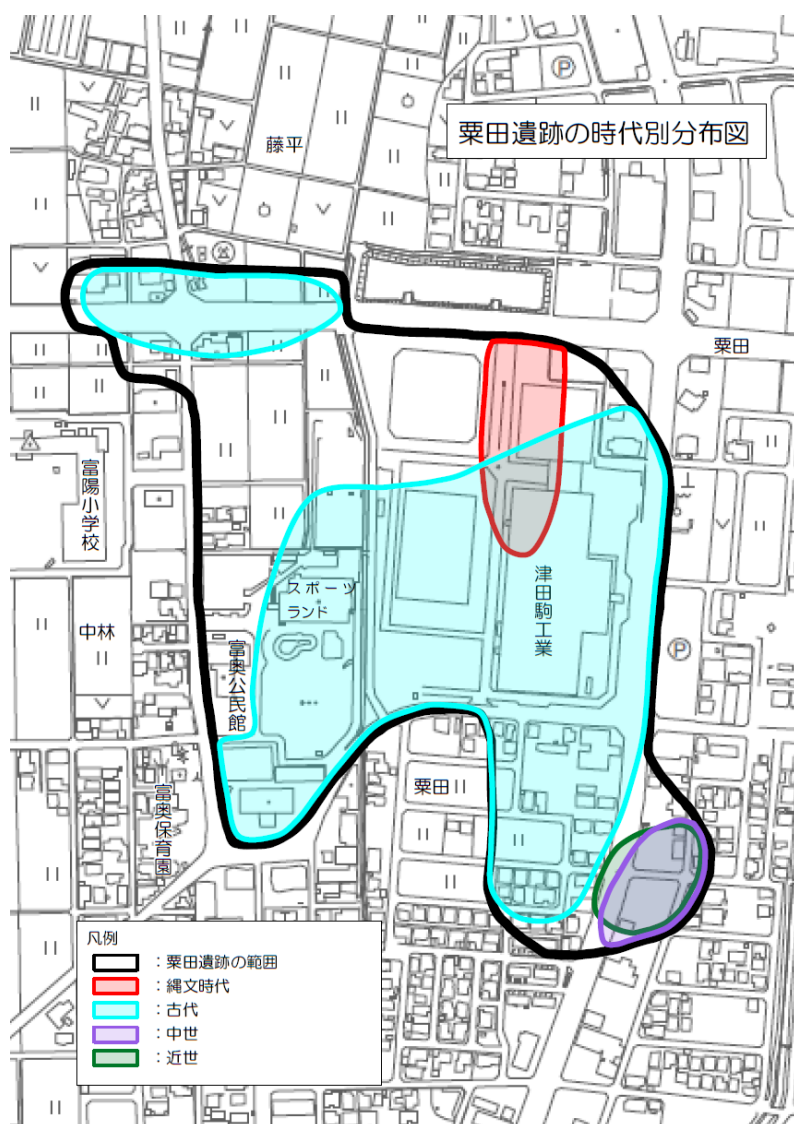 粟田遺跡の時代別分布図
藤平
P
粟田
富陽小学校
スポーツ
ランド
津田駒工業
中林
富奥公民館
P
粟田
富奥保育園
凡例
：粟田遺跡の範囲
：縄文時代
：古代
：中世
：近世